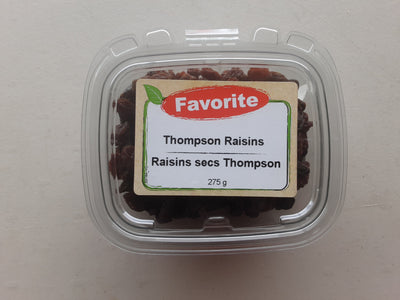 Favorite
Thompson Raisins
Raisins secs Thompson
275 g